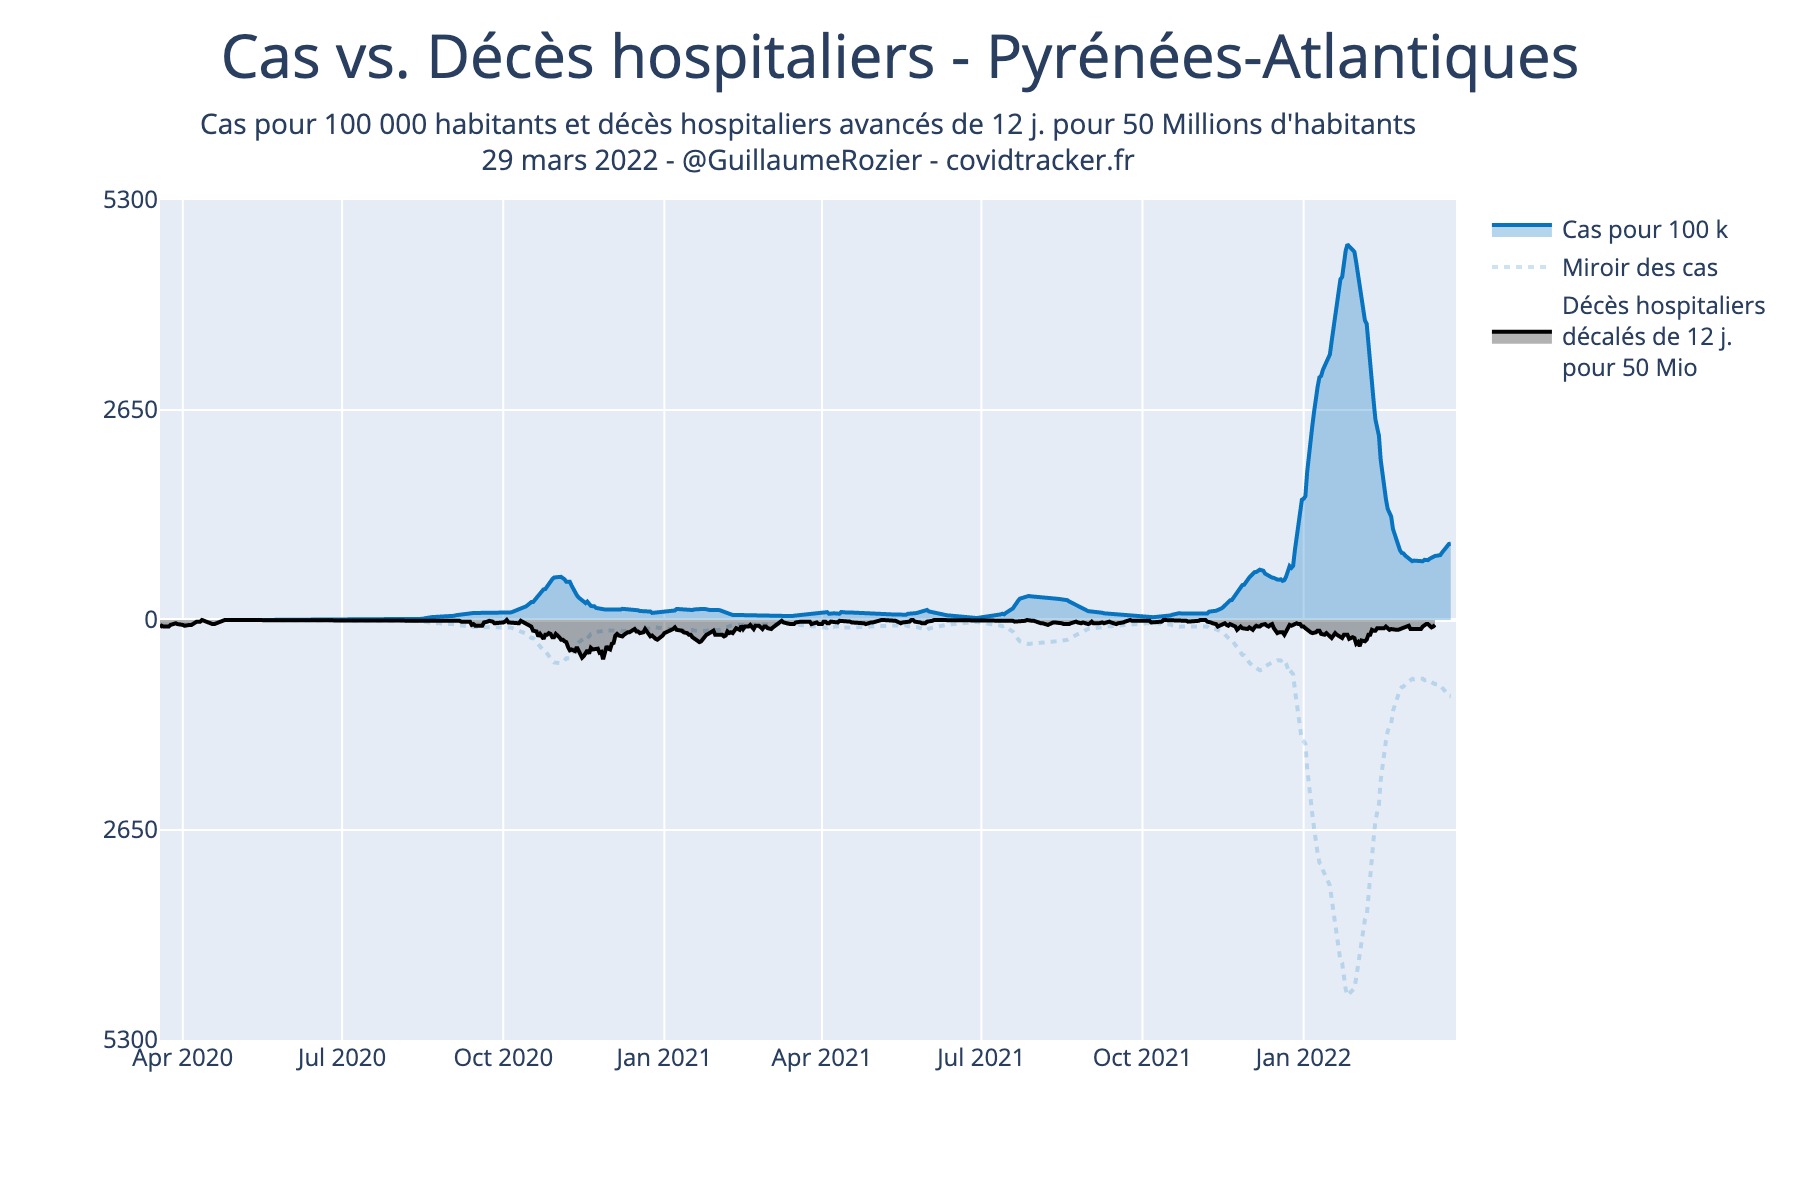 Cas vs. Décès hospitaliers - Pyrénées-Atlantiques
Cas pour 100 000 habitants et décès hospitaliers avancés de 12 j. pour 50 Millions d'habitants
29 mars 2022 - @GuillaumeRozier - covidtracker.fr
5300
2650
0
2650
5300
Apr 2020
Jul 2020
Oct 2020
Jan 2021
Apr 2021
Jul 2021
Oct 2021
Jan 2022
Cas pour 100 k
Miroir des cas
Décès hospitaliers
décalés de 12 j.
pour 50 Mio